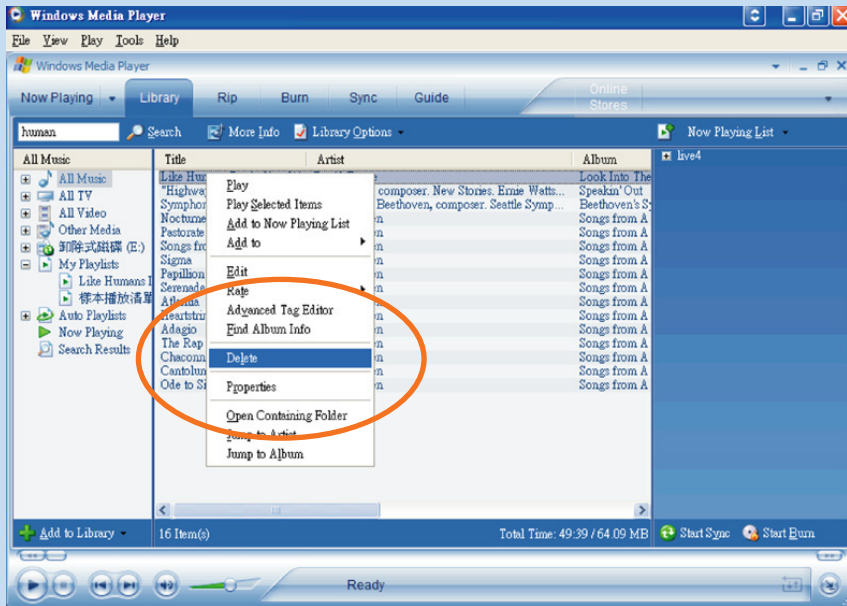 Windows Media Player
File View Play Tools Help
Windows Media Player
Now Playing Library Rip Burn Sync Guide Online Stores
human Search More Info Library Options Now Playing List
All Music
All Music
All TV
All Video
Other Media
卸除式磁碟 (E:)
My Playlists
Like Humans
樣本播放清單
Auto Playlists
Now Playing
Search Results
Title Artist Album
Like Hum Look Into The
"Highwa composer. New Stories. Ernie Watts... Speakin' Out
Symphor Beethoven, composer. Seattle Symp... Beethoven's S
Nocturne n Songs from A
Pastorale n Songs from A
Songs fro n Songs from A
Sigma n Songs from A
Papillion n Songs from A
Serenade n Songs from A
n Songs from A
Heartstrin n Songs from A
Adagio n Songs from A
The Rap n Songs from A
Chaconn n Songs from A
Cantolun n Songs from A
Ode to Si n Songs from A
Play
Play Selected Items
Add to Now Playing List
Add to
Edit
Rate
Advanced Tag Editor
Find Album Info
Delete
Properties
Open Containing Folder
Jump to Artist
Jump to Album
live4
Add to Library 16 Item(s) Total Time: 49:39 / 64.09 MB Start Sync Start Burn
Ready